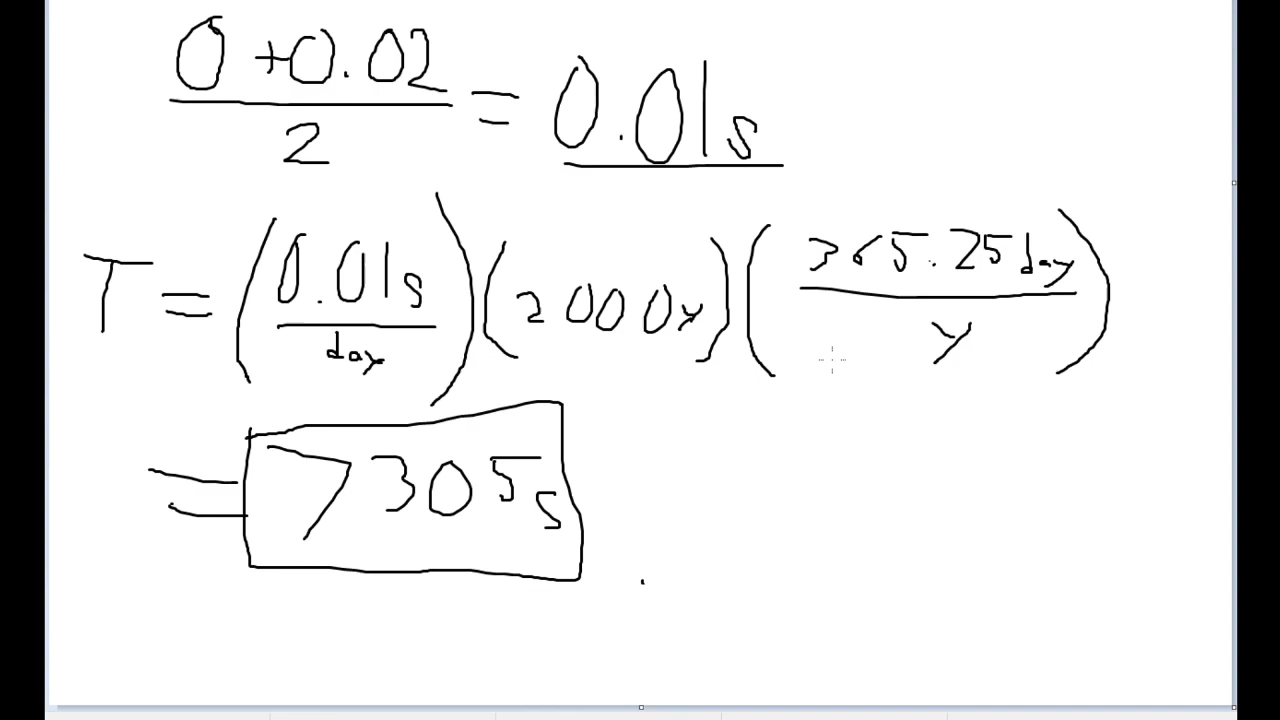 0 + 0.02
2
= 0.01s
T = (0.01s / day) (2000y) (365.25day / y)
= 7305s